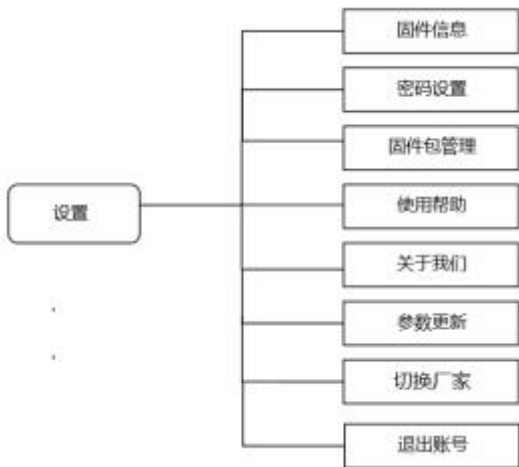 固件信息
密码设置
固件包管理
设置
使用帮助
关于我们
参数更新
切换厂家
退出账号